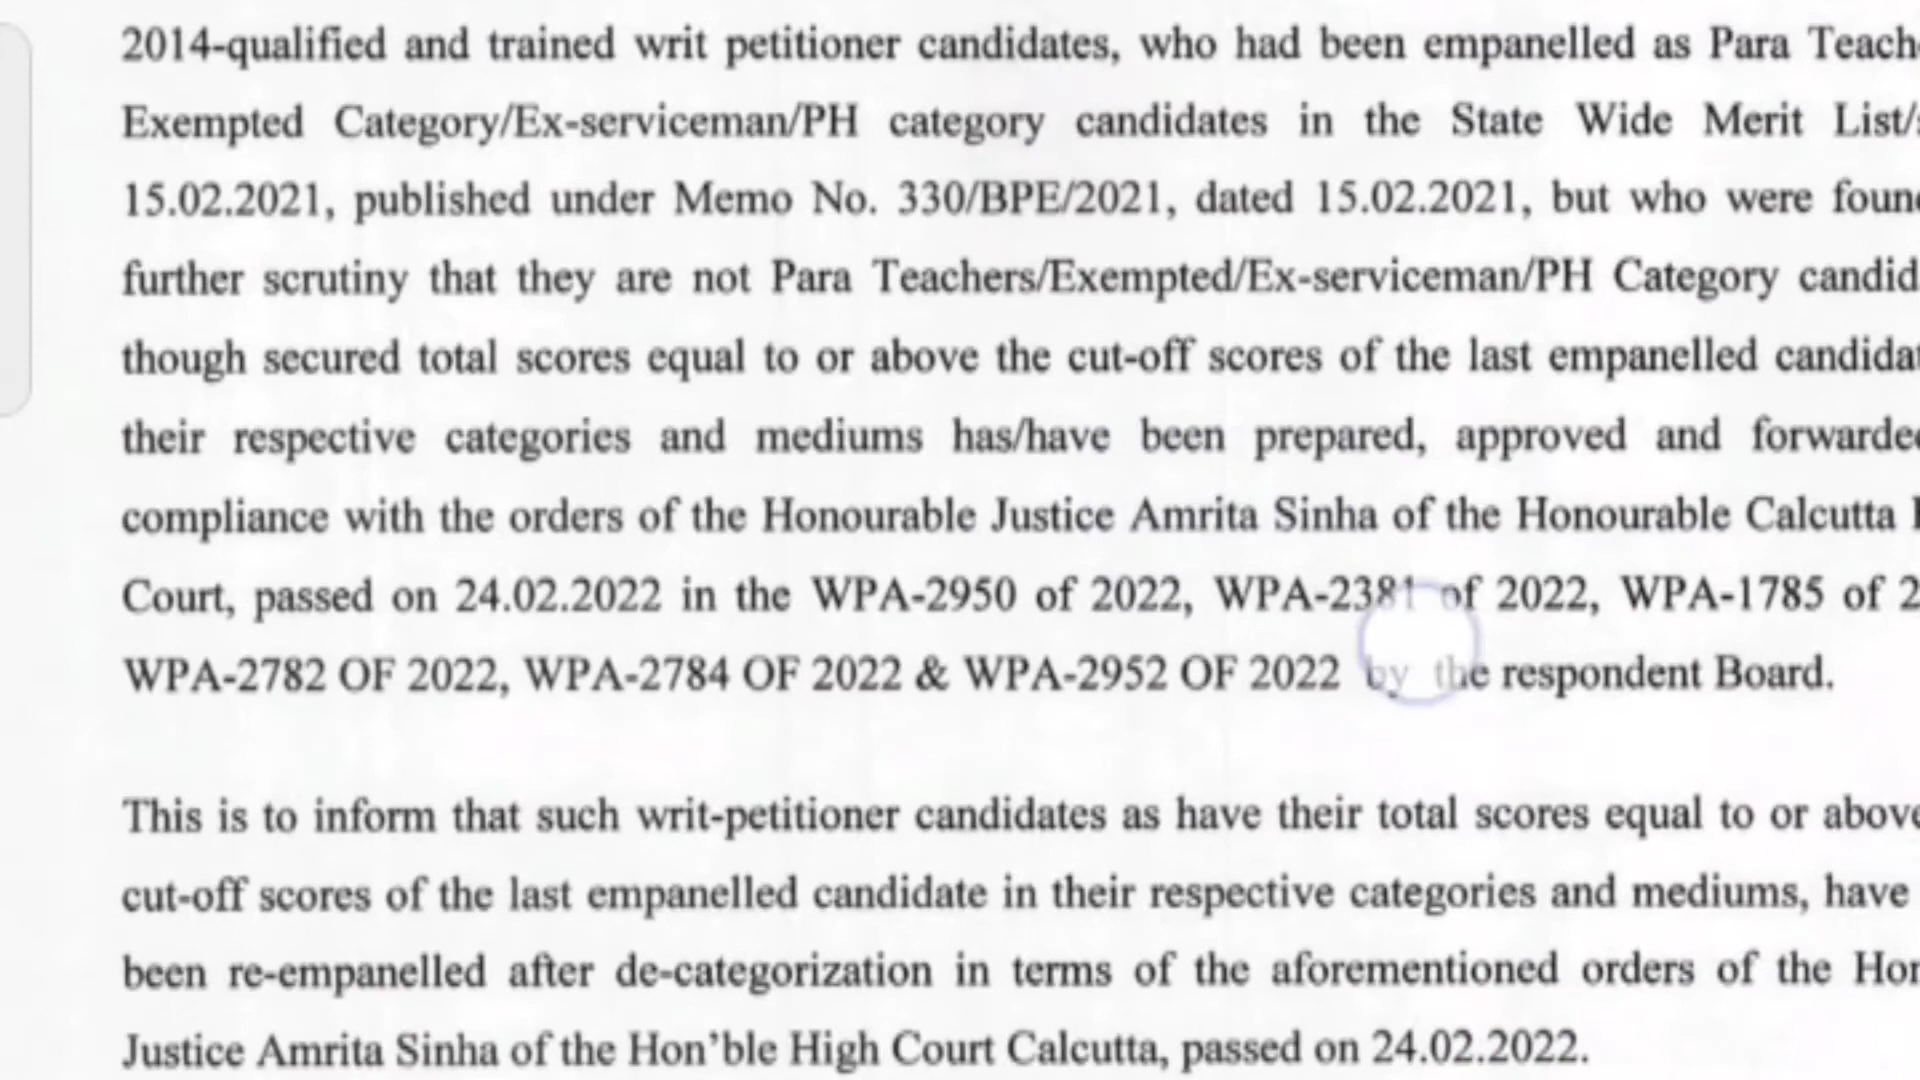 2014-qualified and trained writ petitioner candidates, who had been empanelled as Para Teach
Exempted Category/Ex-serviceman/PH category candidates in the State Wide Merit List/
15.02.2021, published under Memo No. 330/BPE/2021, dated 15.02.2021, but who were foun
further scrutiny that they are not Para Teachers/Exempted/Ex-serviceman/PH Category candid
though secured total scores equal to or above the cut-off scores of the last empanelled candida
their respective categories and mediums has/have been prepared, approved and forwarde
compliance with the orders of the Honourable Justice Amrita Sinha of the Honourable Calcutta
Court, passed on 24.02.2022 in the WPA-2950 of 2022, WPA-2381 of 2022, WPA-1785 of 2
WPA-2782 OF 2022, WPA-2784 OF 2022 & WPA-2952 OF 2022 by the respondent Board.
This is to inform that such writ-petitioner candidates as have their total scores equal to or above
cut-off scores of the last empanelled candidate in their respective categories and mediums, have
been re-empanelled after de-categorization in terms of the aforementioned orders of the Hon
Justice Amrita Sinha of the Hon’ble High Court Calcutta, passed on 24.02.2022.